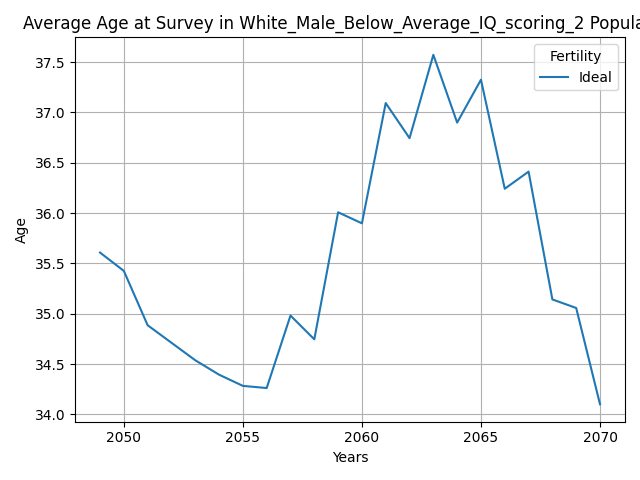 Average Age at Survey in White_Male_Below_Average_IQ_scoring_2 Popula
Fertility
Ideal
37.5
37.0
36.5
36.0
35.5
35.0
34.5
34.0
Age
2050 2055 2060 2065 2070
Years